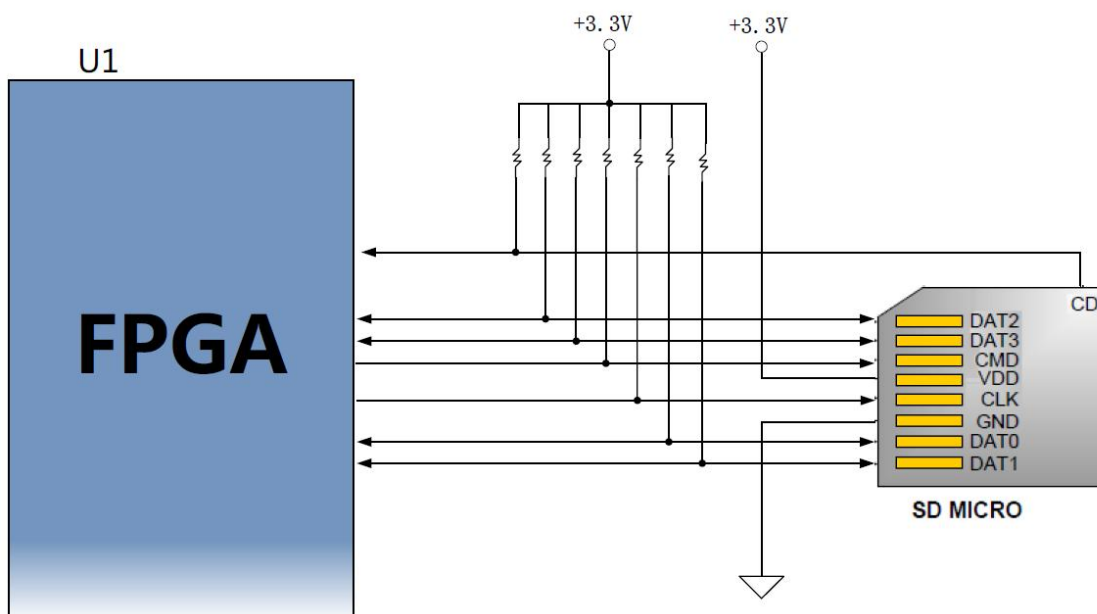 +3.3V
+3.3V
U1
FPGA
CD
DAT2
DAT3
CMD
VDD
CLK
GND
DAT0
DAT1
SD MICRO